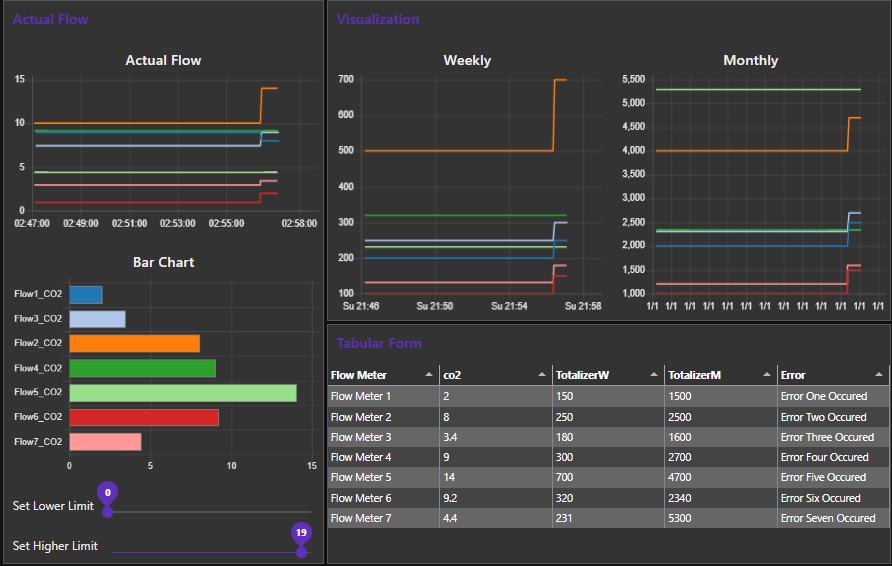 Actual Flow
Actual Flow
15
10
5
0
02:47:00 02:49:00 02:51:00 02:53:00 02:55:00 02:58:00
Bar Chart
Flow1_CO2
Flow3_CO2
Flow2_CO2
Flow4_CO2
Flow5_CO2
Flow6_CO2
Flow7_CO2
0 5 10 15
0
Set Lower Limit
19
Set Higher Limit
Visualization
Weekly
700
600
500
400
300
200
100
Su 21:46 Su 21:50 Su 21:54 Su 21:58
Monthly
5,500
5,000
4,500
4,000
3,500
3,000
2,500
2,000
1,500
1,000
1/1 1/1 1/1 1/1 1/1 1/1 1/1 1/1 1/1 1/1 1/1 1/1 1/1
Tabular Form
Flow Meter co2 TotalizerW TotalizerM Error
Flow Meter 1 2 150 1500 Error One Occured
Flow Meter 2 8 250 2500 Error Two Occured
Flow Meter 3 3.4 180 1600 Error Three Occured
Flow Meter 4 9 300 2700 Error Four Occured
Flow Meter 5 14 700 4700 Error Five Occured
Flow Meter 6 9.2 320 2340 Error Six Occured
Flow Meter 7 4.4 231 5300 Error Seven Occured